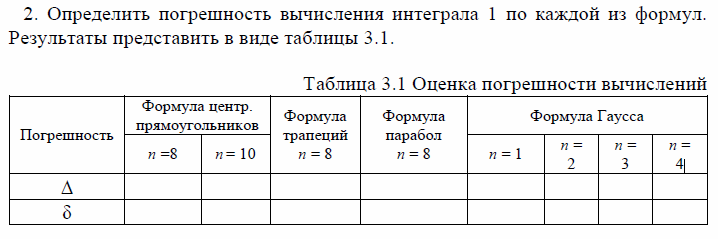 2. Определить погрешность вычисления интеграла 1 по каждой из формул.
Результаты представить в виде таблицы 3.1.
Таблица 3.1 Оценка погрешности вычислений
Погрешность
Формула центр.
прямоугольников
Формула
трапеций
n = 8
Формула
парабол
n = 8
Формула Гаусса
n =8
n = 10
n = 1
n =
2
n =
3
n =
4
Δ
δ